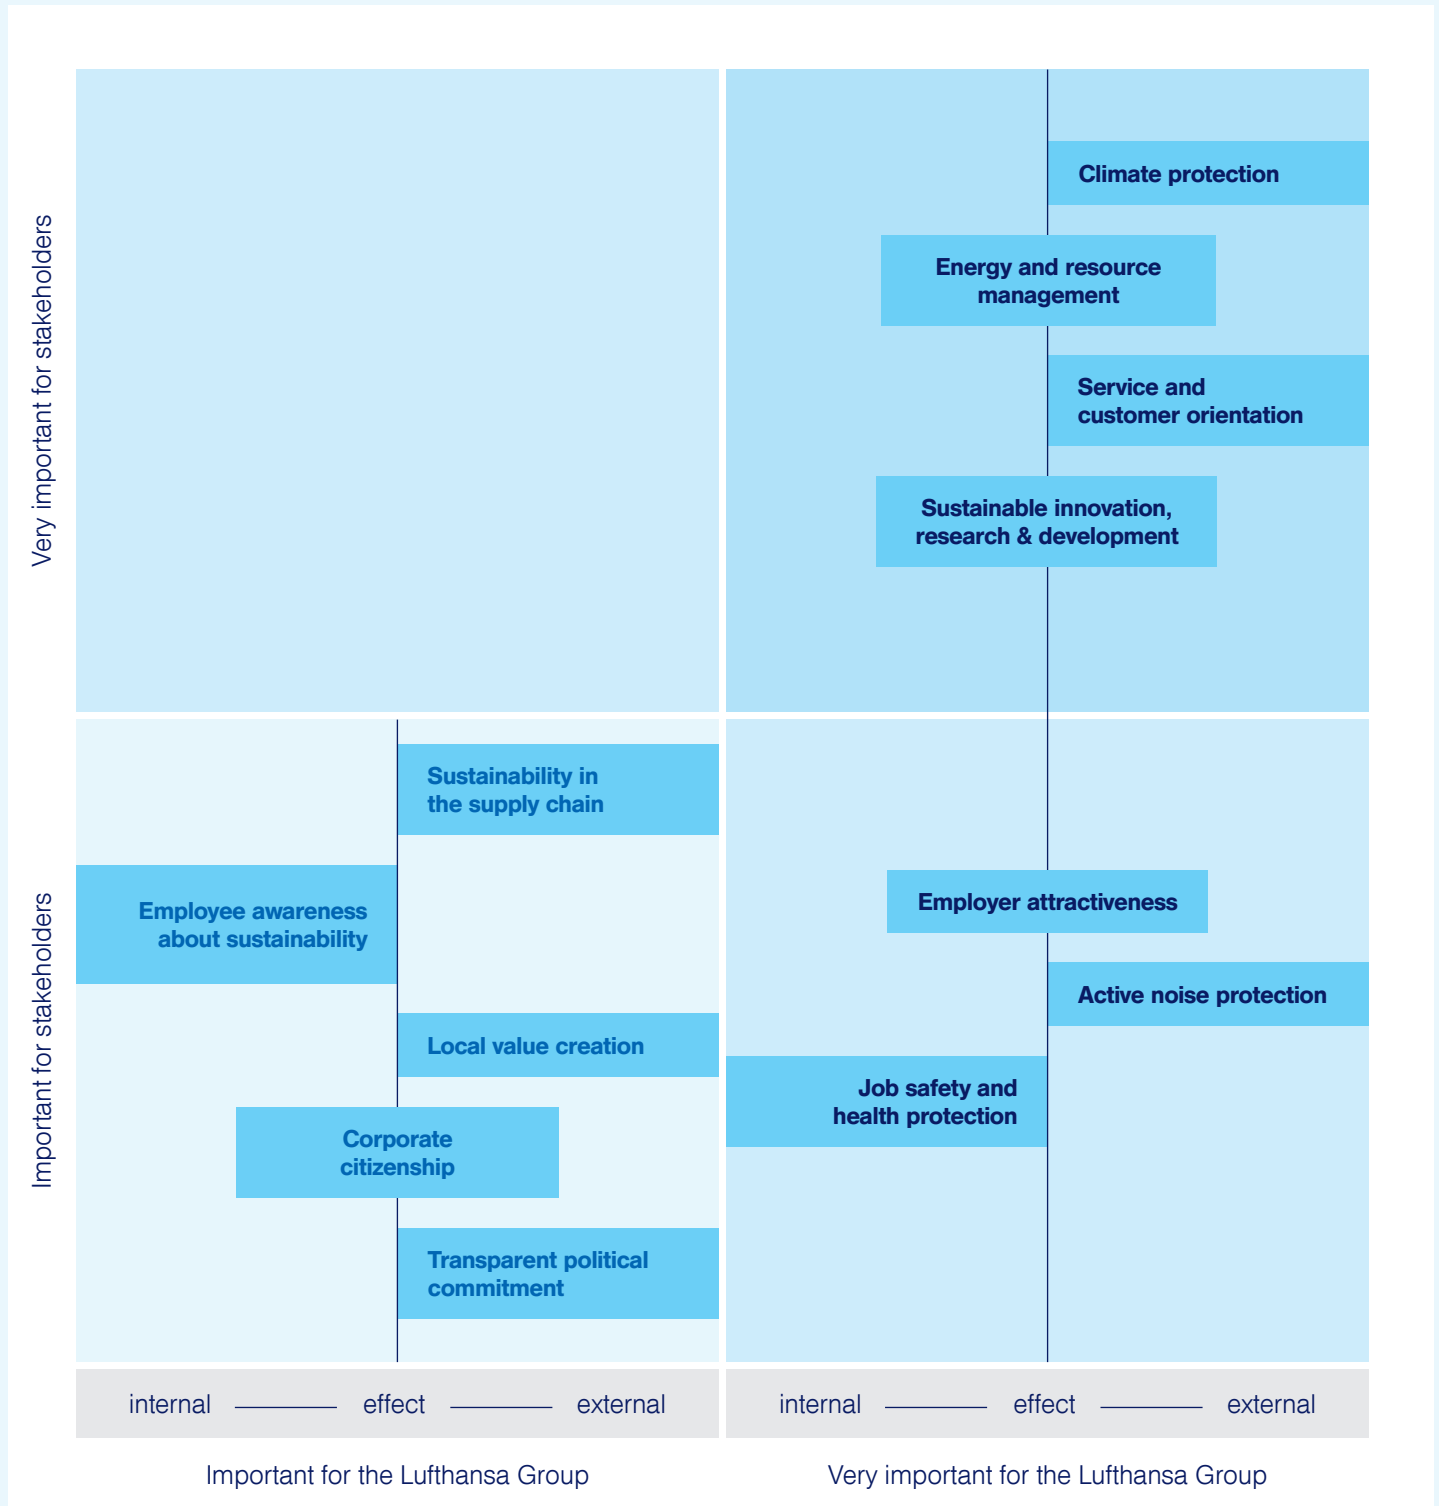 Very important for stakeholders
Climate protection
Energy and resource
management
Service and
customer orientation
Sustainable innovation,
research & development
Important for stakeholders
Sustainability in
the supply chain
Employee awareness
about sustainability
Local value creation
Corporate
citizenship
Transparent political
commitment
Employer attractiveness
Active noise protection
Job safety and
health protection
internal effect external
internal effect external
Important for the Lufthansa Group
Very important for the Lufthansa Group